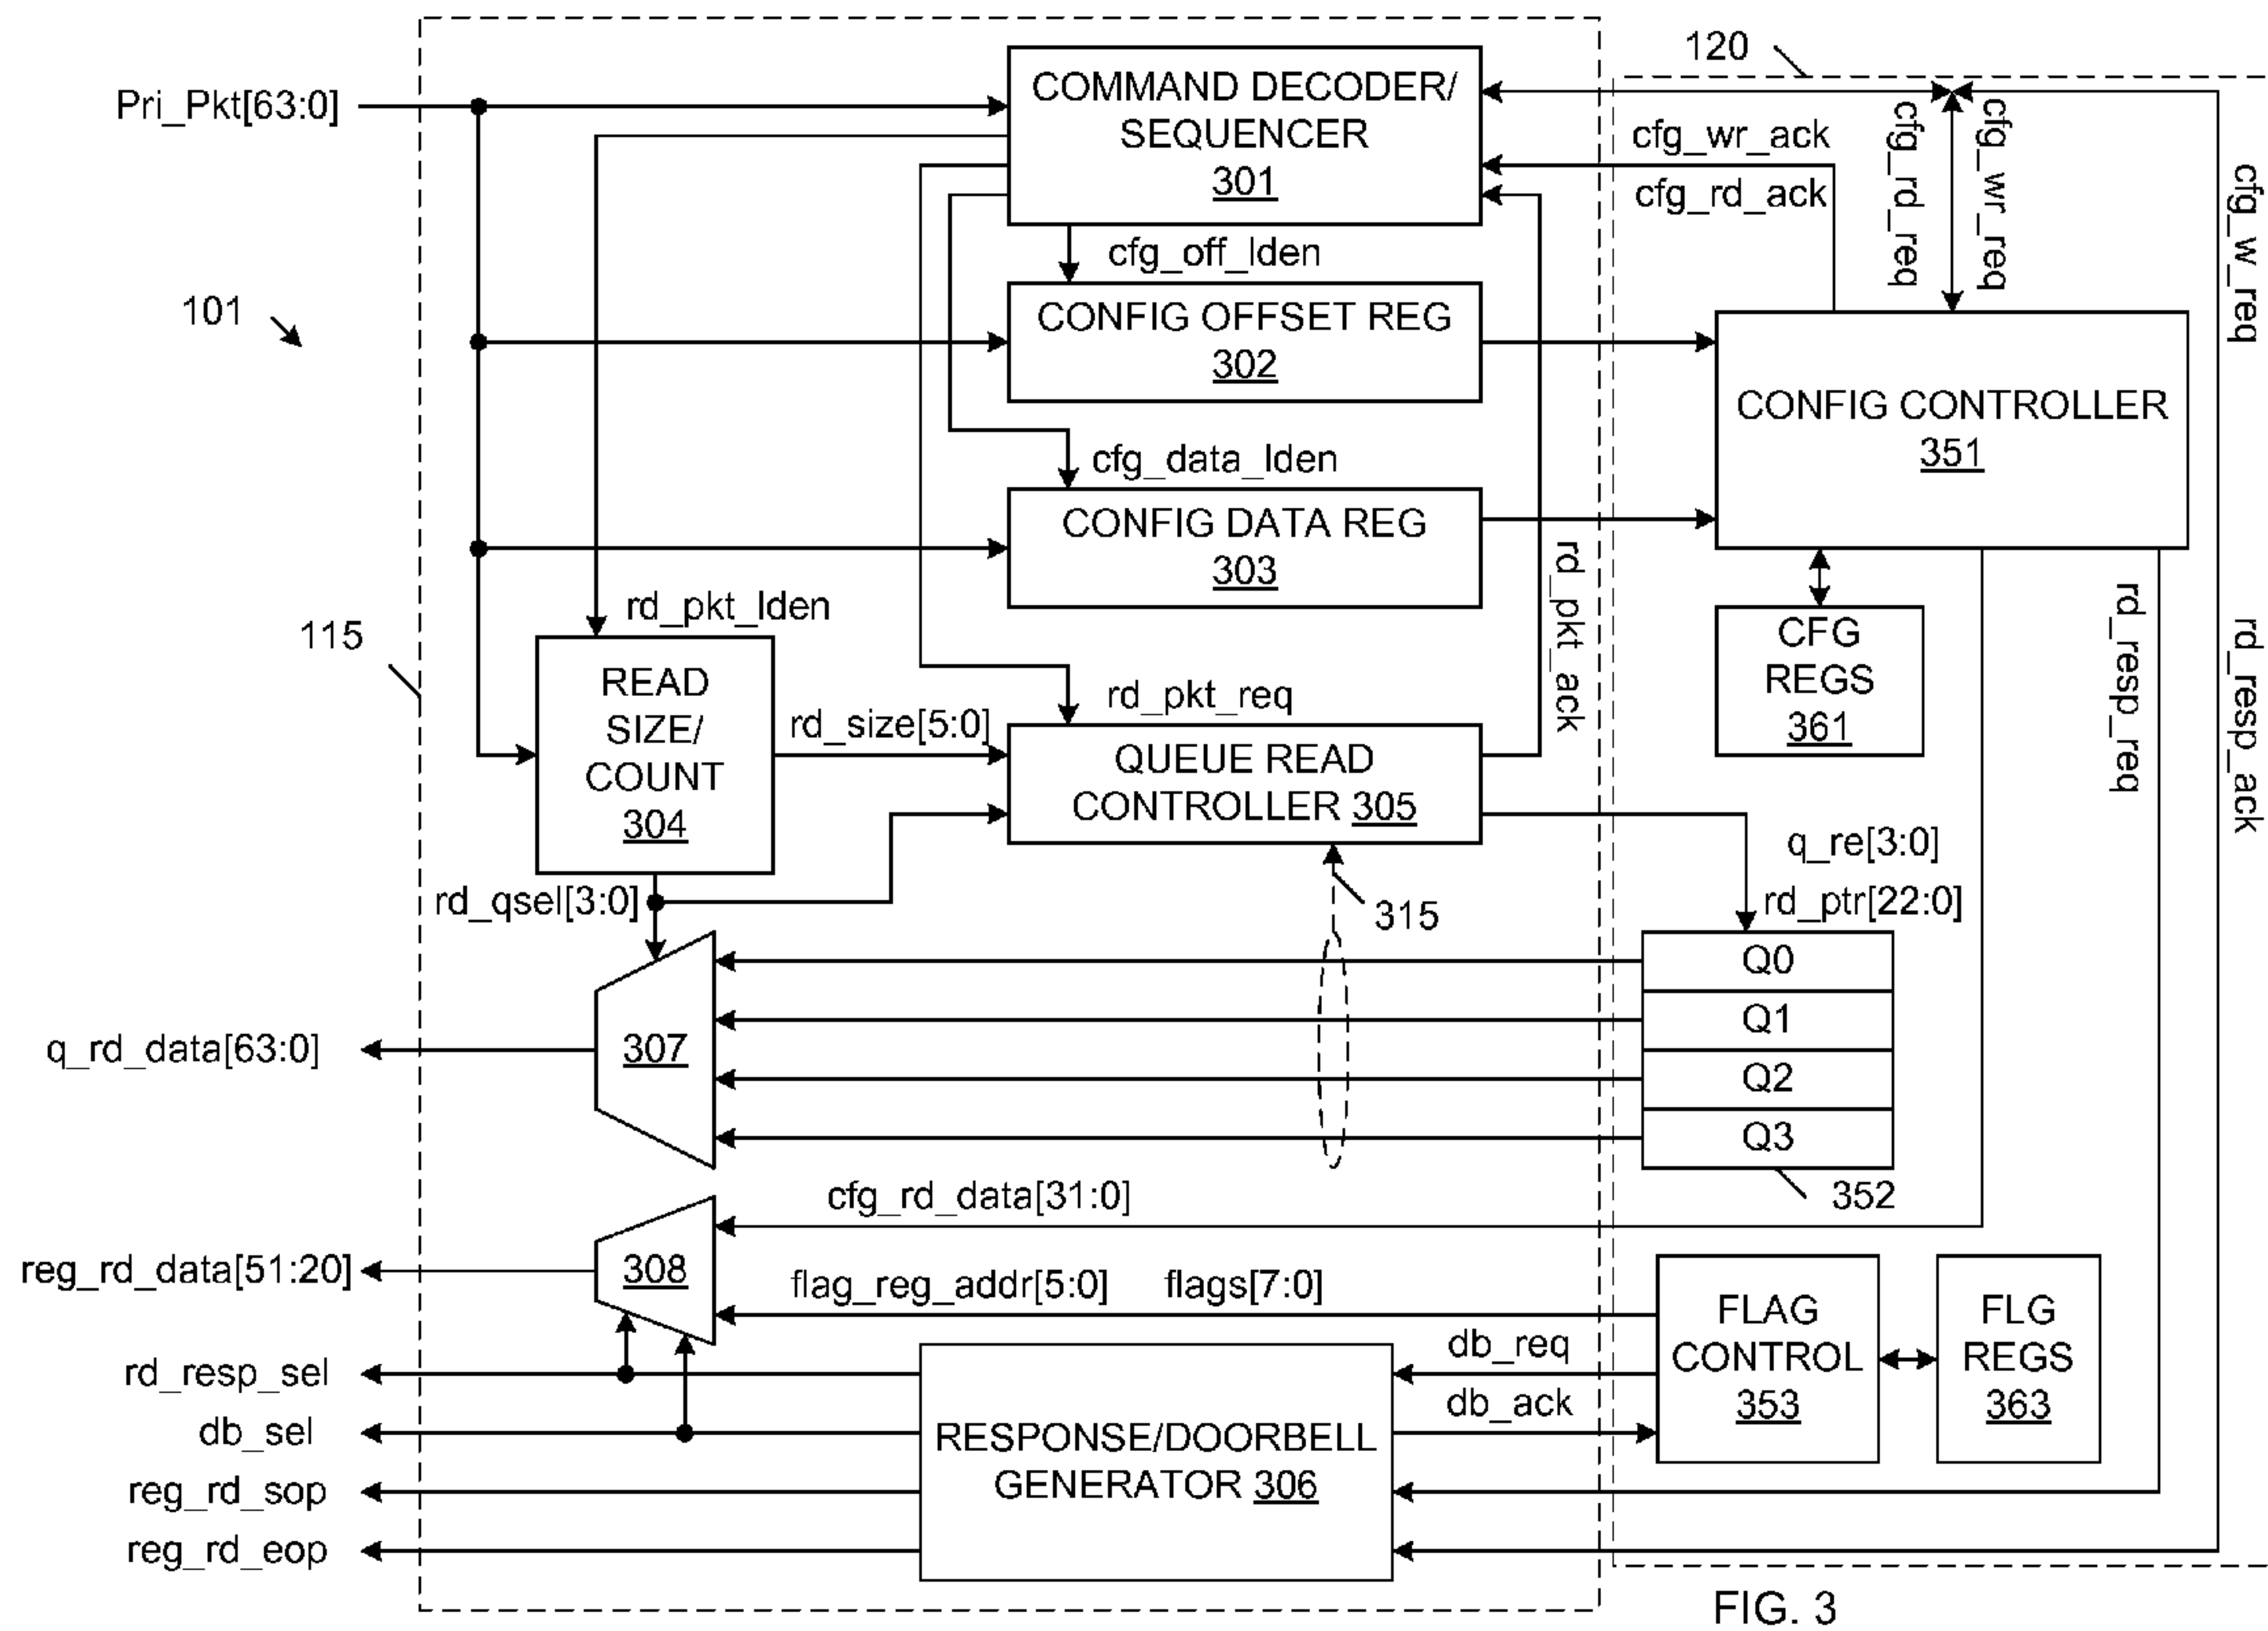 120
Pri_Pkt[63:0]
COMMAND DECODER/
SEQUENCER
301
cfg_wr_ack
cfg_rd_ack
cfg_rd_req
cfg_wr_req
cfg_w_req
cfg_off_lden
101
CONFIG OFFSET REG
302
CONFIG CONTROLLER
351
cfg_data_lden
CONFIG DATA REG
303
rd_pkt_ack
rd_pkt_lden
115
CFG
REGS
361
rd_resp_req
rd_resp_ack
READ
SIZE/
COUNT
304
rd_pkt_req
rd_size[5:0]
QUEUE READ
CONTROLLER 305
q_re[3:0]
rd_ptr[22:0]
rd_qsel[3:0]
315
Q0
Q1
Q2
Q3
352
307
q_rd_data[63:0]
cfg_rd_data[31:0]
308
reg_rd_data[51:20]
flag_reg_addr[5:0] flags[7:0]
FLAG
CONTROL
353
FLG
REGS
363
db_req
db_ack
rd_resp_sel
db_sel
RESPONSE/DOORBELL
GENERATOR 306
reg_rd_sop
reg_rd_eop
FIG. 3